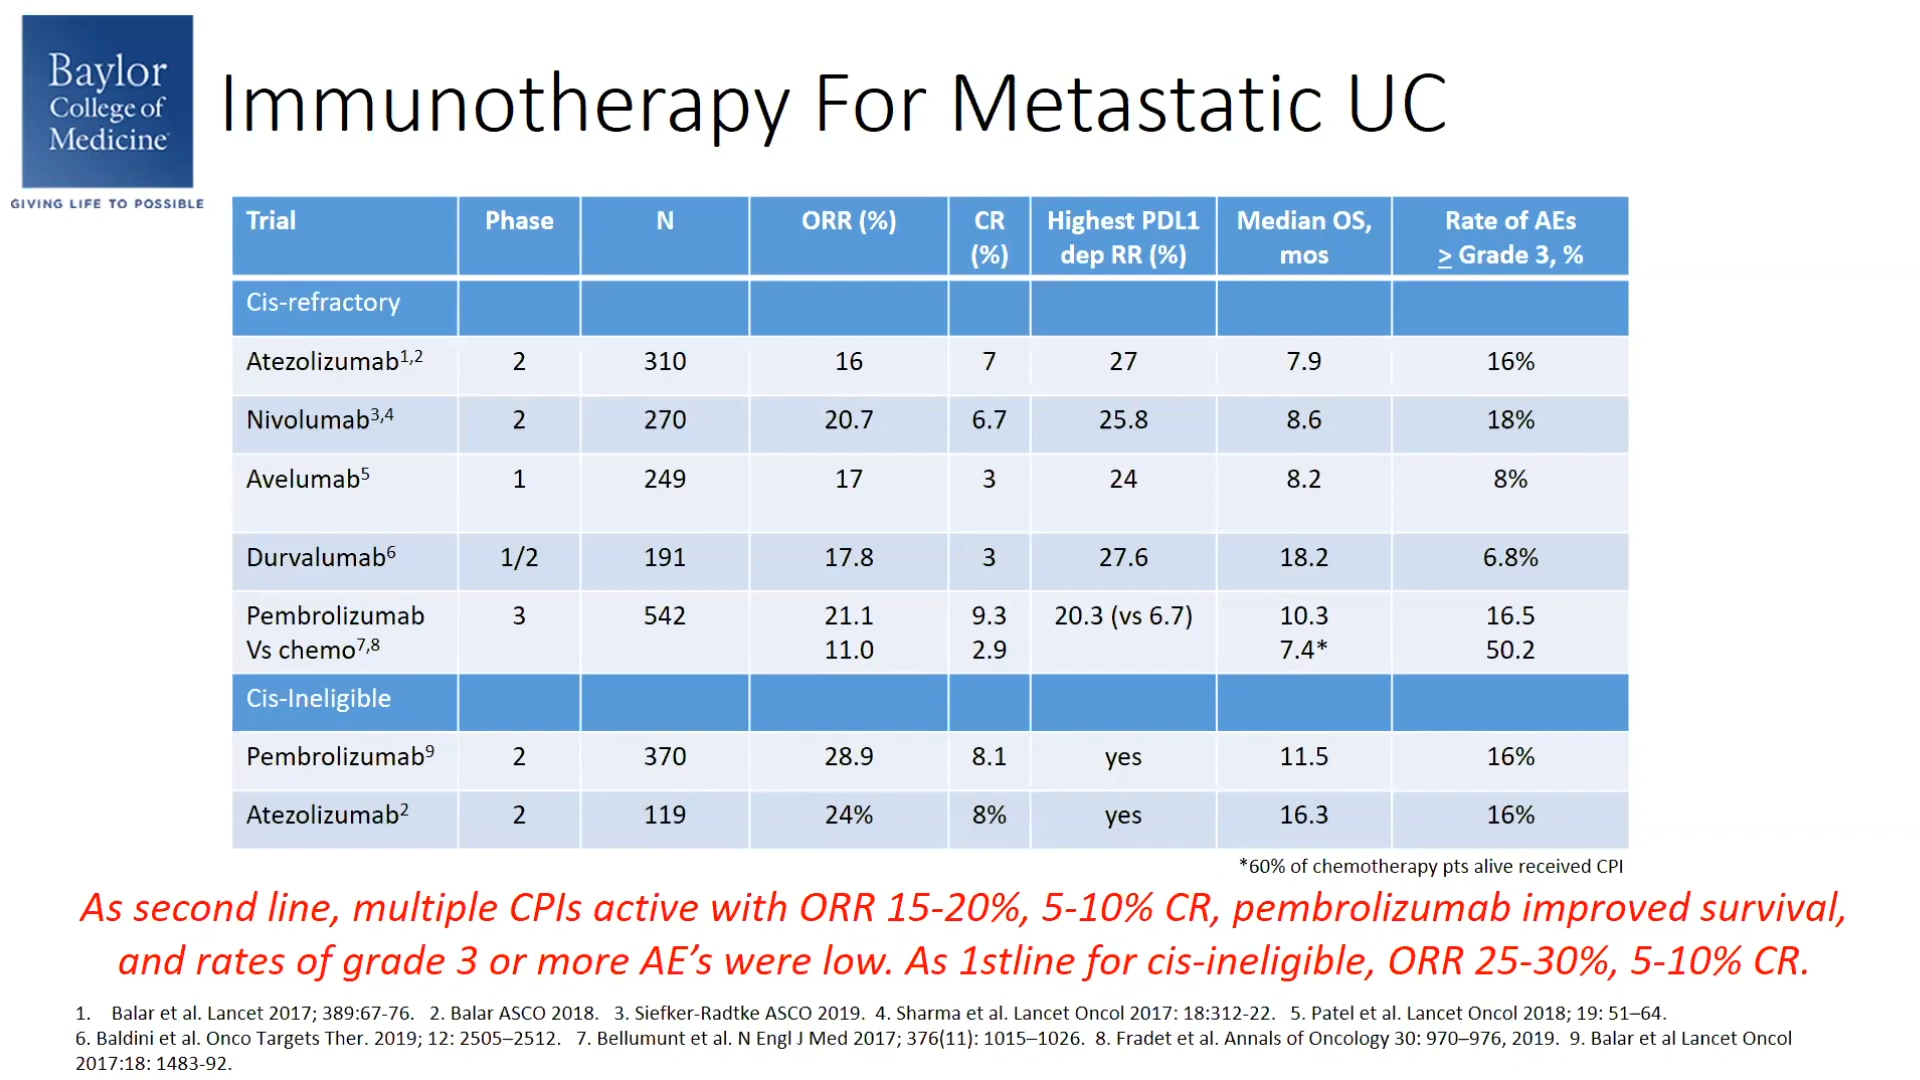 Baylor
College of
Medicine
GIVING LIFE TO POSSIBLE
Immunotherapy For Metastatic UC
Trial Phase N ORR (%) CR (%) Highest PDL1 dep RR (%) Median OS, mos Rate of AEs ≥ Grade 3, %
Cis-refractory
Atezolizumab1,2 2 310 16 7 27 7.9 16%
Nivolumab3,4 2 270 20.7 6.7 25.8 8.6 18%
Avelumab5 1 249 17 3 24 8.2 8%
Durvalumab6 1/2 191 17.8 3 27.6 18.2 6.8%
Pembrolizumab 3 542 21.1 9.3 20.3 (vs 6.7) 10.3 16.5
Vs chemo7,8 11.0 2.9 7.4* 50.2
Cis-Ineligible
Pembrolizumab9 2 370 28.9 8.1 yes 11.5 16%
Atezolizumab2 2 119 24% 8% yes 16.3 16%
*60% of chemotherapy pts alive received CPI
As second line, multiple CPIs active with ORR 15-20%, 5-10% CR, pembrolizumab improved survival,
and rates of grade 3 or more AE’s were low. As 1stline for cis-ineligible, ORR 25-30%, 5-10% CR.
1. Balar et al. Lancet 2017; 389:67-76. 2. Balar ASCO 2018. 3. Siefker-Radtke ASCO 2019. 4. Sharma et al. Lancet Oncol 2017: 18:312-22. 5. Patel et al. Lancet Oncol 2018; 19: 51–64.
6. Baldini et al. Onco Targets Ther. 2019; 12: 2505–2512. 7. Bellumunt et al. N Engl J Med 2017; 376(11): 1015–1026. 8. Fradet et al. Annals of Oncology 30: 970–976, 2019. 9. Balar et al Lancet Oncol
2017:18: 1483-92.